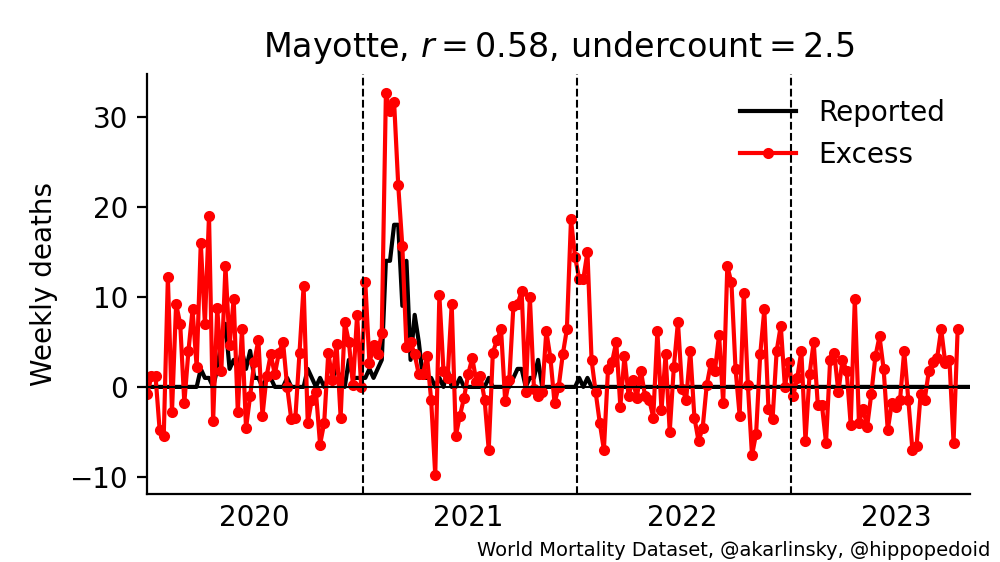 Mayotte, r = 0.58, undercount = 2.5
Weekly deaths
30
20
10
0
−10
Reported
Excess
2020 2021 2022 2023
World Mortality Dataset, @akarlinsky, @hippopedoid